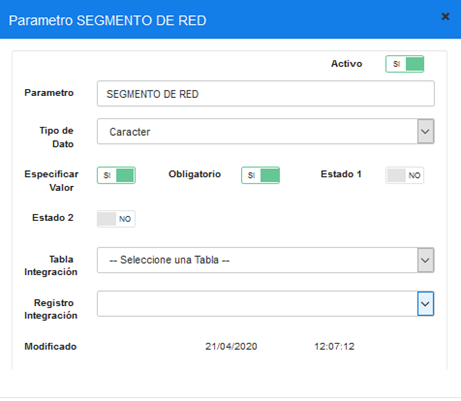 Parametro SEGMENTO DE RED ×
Activo SI
Parametro SEGMENTO DE RED
Tipo de Dato Caracter
Especificar Valor SI Obligatorio SI Estado 1 NO
Estado 2 NO
Tabla Integración -- Seleccione una Tabla --
Registro Integración
Modificado 21/04/2020 12:07:12